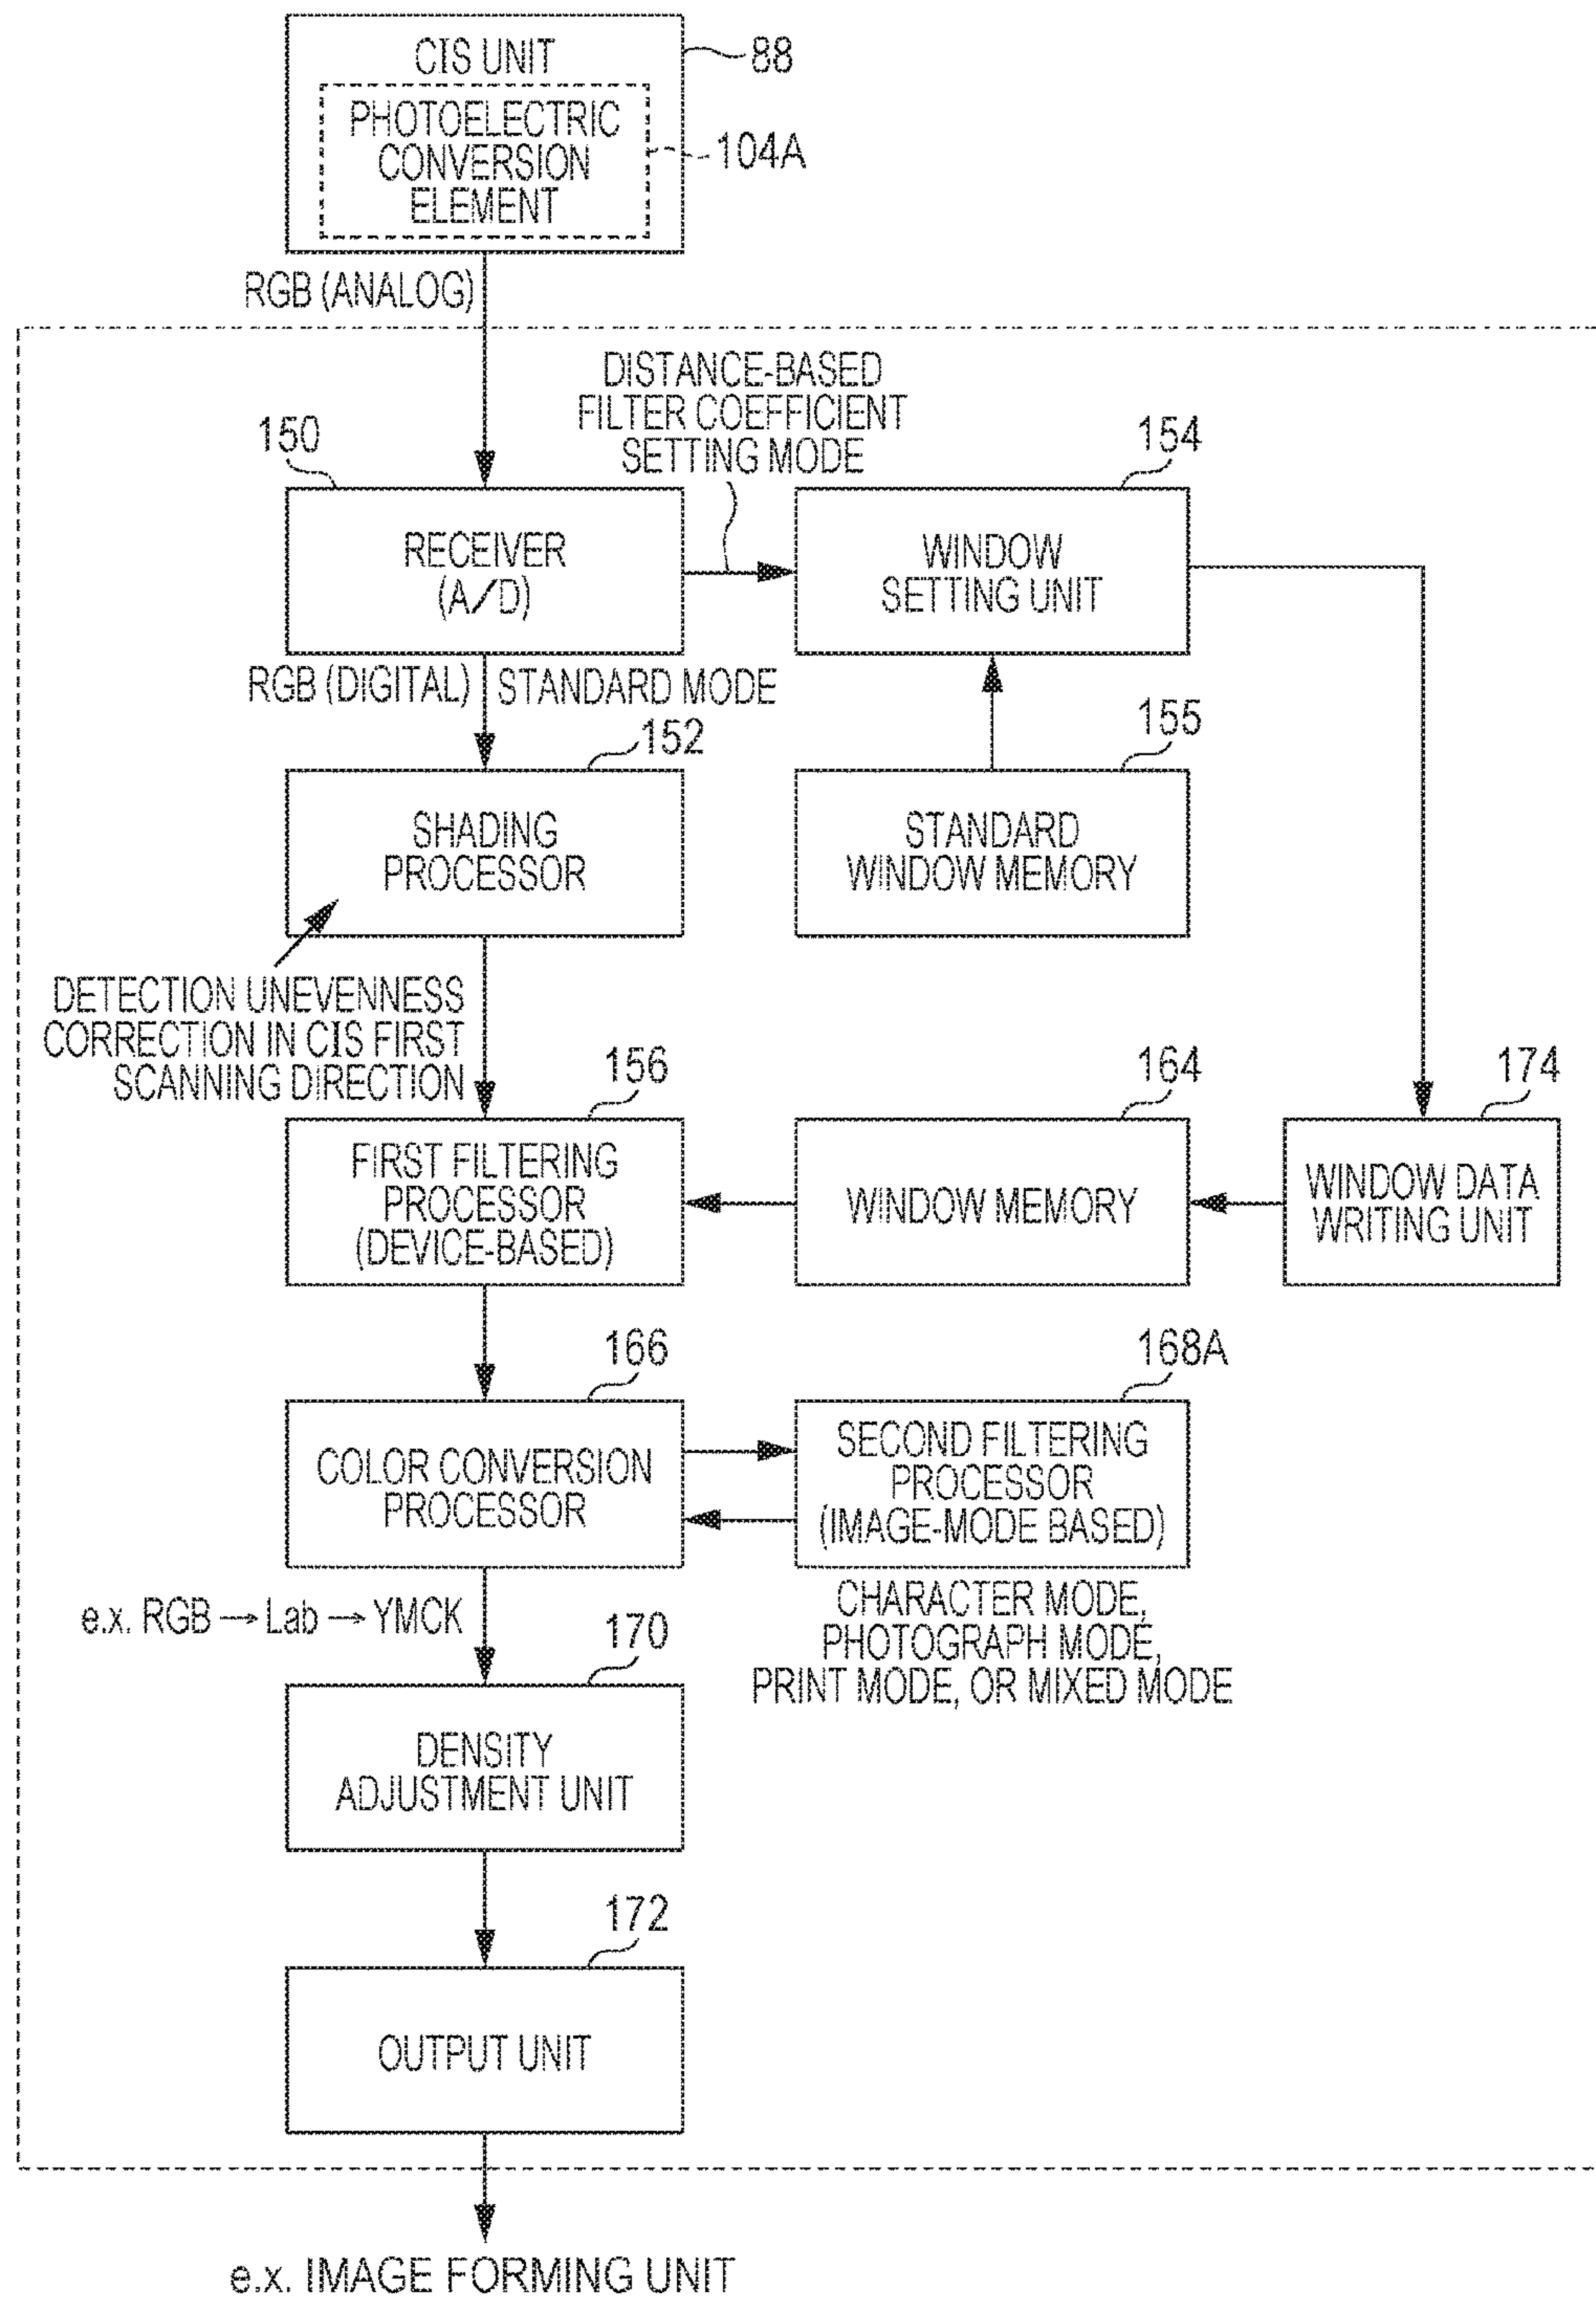 CIS UNIT
88
PHOTOELECTRIC
CONVERSION
ELEMENT
104A
RGB (ANALOG)
DISTANCE-BASED
FILTER COEFFICIENT
SETTING MODE
150
154
RECEIVER
(A/D)
WINDOW
SETTING UNIT
RGB (DIGITAL)
STANDARD MODE
152
155
SHADING
PROCESSOR
STANDARD
WINDOW MEMORY
DETECTION UNEVENNESS
CORRECTION IN CIS FIRST
SCANNING DIRECTION
156
164
174
FIRST FILTERING
PROCESSOR
(DEVICE-BASED)
WINDOW MEMORY
WINDOW DATA
WRITING UNIT
166
168A
COLOR CONVERSION
PROCESSOR
SECOND FILTERING
PROCESSOR
(IMAGE-MODE BASED)
e.x. RGB → Lab → YMCK
CHARACTER MODE,
PHOTOGRAPH MODE,
PRINT MODE, OR MIXED MODE
170
DENSITY
ADJUSTMENT UNIT
172
OUTPUT UNIT
e.x. IMAGE FORMING UNIT